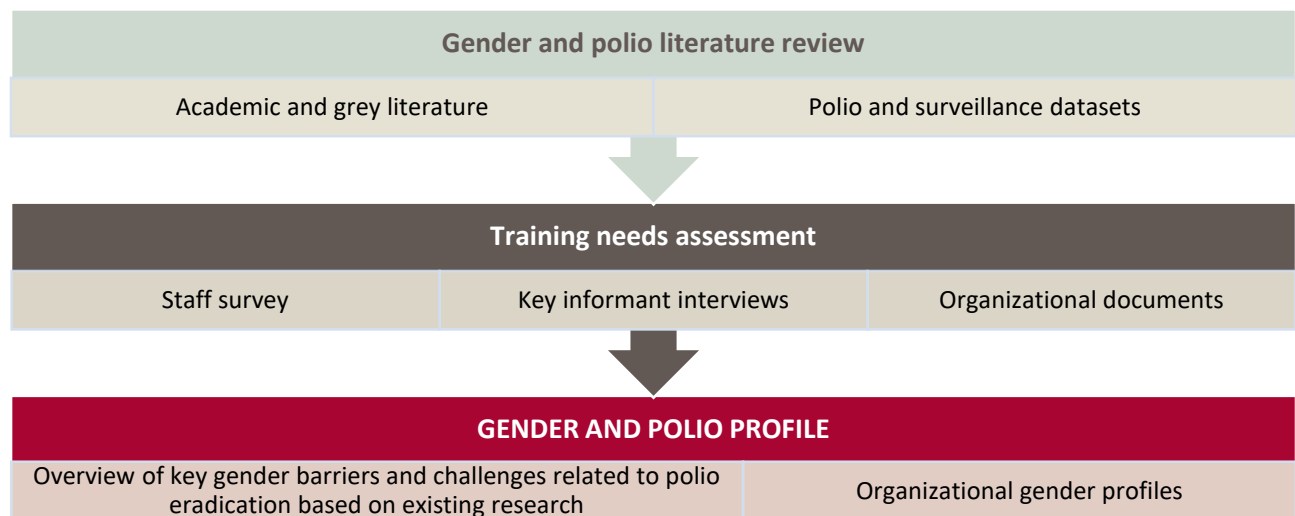 Gender and polio literature review
Academic and grey literature
Polio and surveillance datasets
Training needs assessment
Staff survey
Key informant interviews
Organizational documents
GENDER AND POLIO PROFILE
Overview of key gender barriers and challenges related to polio
eradication based on existing research
Organizational gender profiles